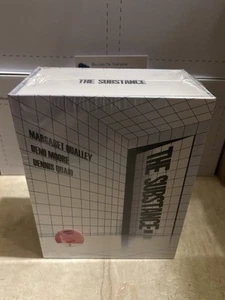 THE SUBSTANCE
MARGARET QUALLEY
DEMI MOORE
DENNIS QUAID
THE SUBSTANCE